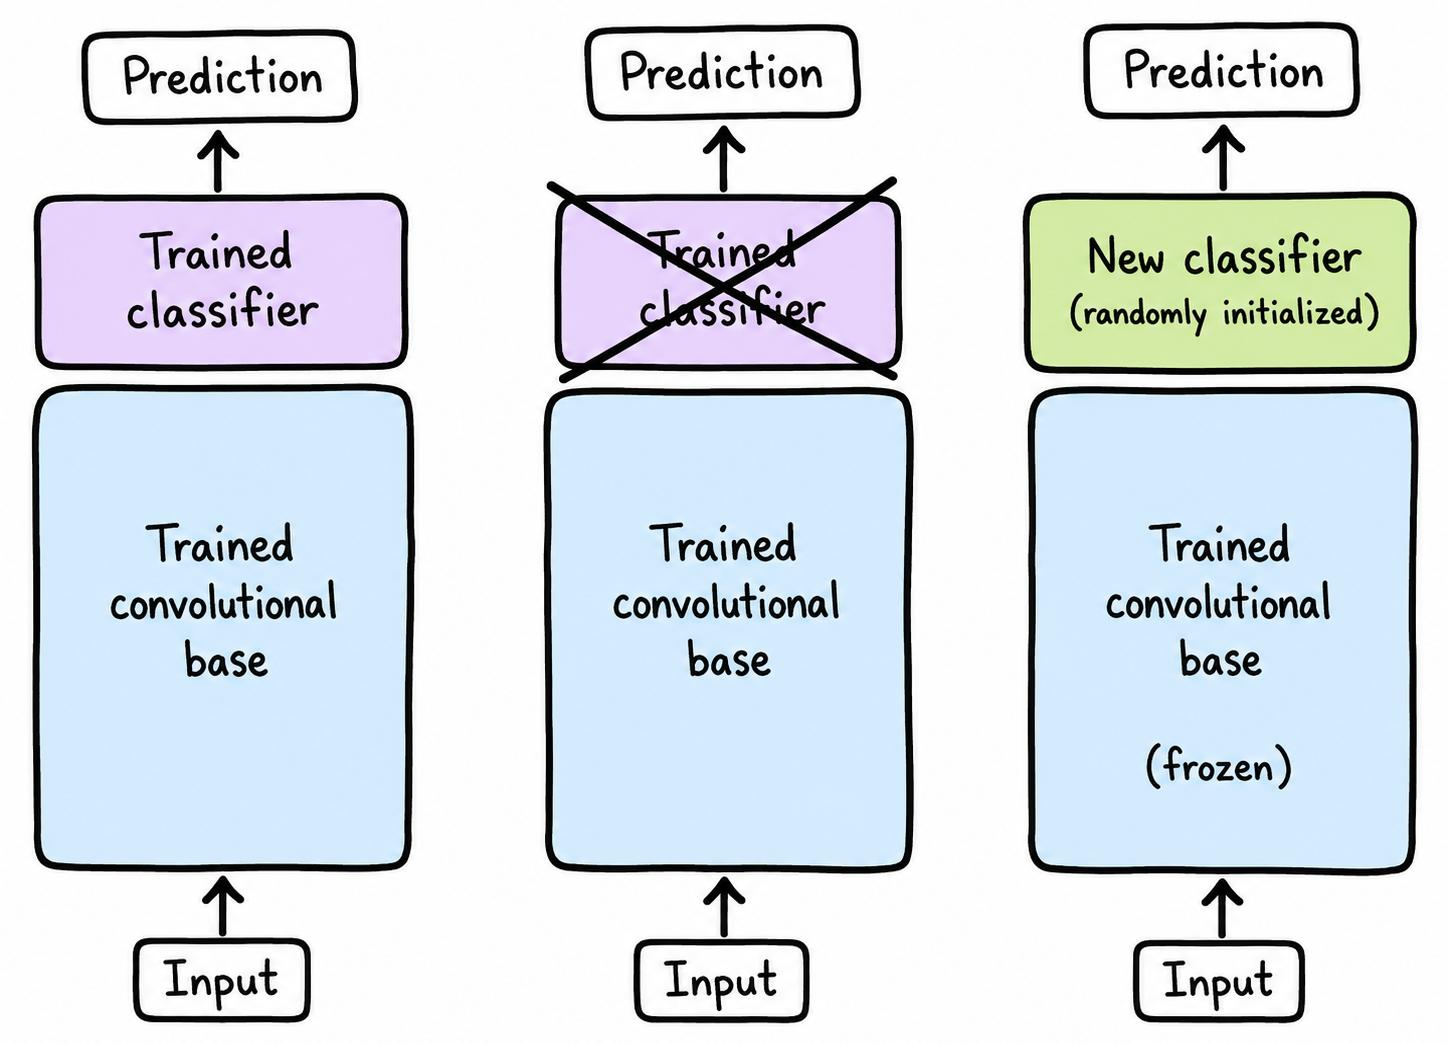 Prediction
Trained
classifier
Trained
convolutional
base
Input
Prediction
Trained
classifier
Trained
convolutional
base
Input
Prediction
New classifier
(randomly initialized)
Trained
convolutional
base
(frozen)
Input